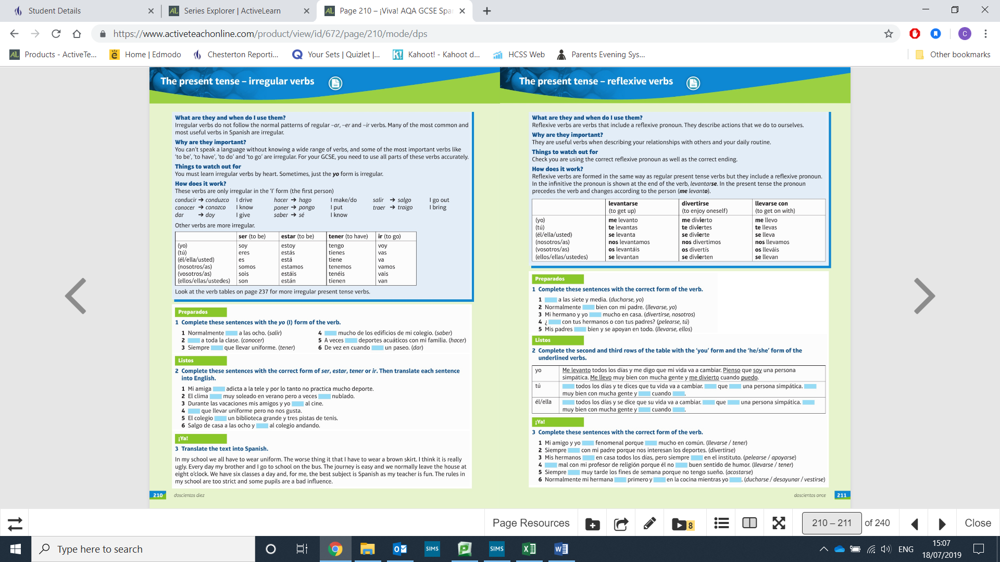 Student Details
Series Explorer | ActiveLearn
Page 210 – ¡Viva! AQA GCSE Spa
https://www.activeteachonline.com/product/view/id/672/page/210/mode/dps
C
Products - ActiveTe...
Home | Edmodo
Chesterton Reporti...
Your Sets | Quizlet |...
Kahoot! - Kahoot d...
HCSS Web
Parents Evening Sys...
Other bookmarks
The present tense – irregular verbs
What are they and when do I use them?
Irregular verbs do not follow the normal patterns of regular –ar, –er and –ir verbs. Many of the most common and
most useful verbs in Spanish are irregular.
Why are they important?
You can't speak a language without knowing a wide range of verbs, and some of the most important verbs like
'to be', 'to have', 'to do' and 'to go' are irregular. For your GCSE, you need to use all parts of these verbs accurately.
Things to watch out for
You must learn irregular verbs by heart. Sometimes, just the yo form is irregular.
How does it work?
These verbs are only irregular in the 'I' form (the first person)
conducir → conduzco I drive hacer → hago I make/do salir → salgo I go out
conocer → conozco I know poner → pongo I put traer → traigo I bring
dar → doy I give saber → sé I know
Other verbs are more irregular.
ser (to be) estar (to be) tener (to have) ir (to go)
(yo) soy estoy tengo voy
(tú) eres estás tienes vas
(él/ella/usted) es está tiene va
(nosotros/as) somos estamos tenemos vamos
(vosotros/as) sois estáis tenéis vais
(ellos/ellas/ustedes) son están tienen van
Look at the verb tables on page 237 for more irregular present tense verbs.
Preparados
1 Complete these sentences with the yo (I) form of the verb.
1 Normalmente a las ocho. (salir)
2 a toda la clase. (conocer)
3 Siempre que llevar uniforme. (tener)
4 mucho de los edificios de mi colegio. (saber)
5 A veces deportes acuáticos con mi familia. (hacer)
6 De vez en cuando un paseo. (dar)
Listos
2 Complete these sentences with the correct form of ser, estar, tener or ir. Then translate each sentence
into English.
1 Mi amiga adicta a la tele y por lo tanto no practica mucho deporte.
2 El clima muy soleado en verano pero a veces nublado.
3 Durante las vacaciones mis amigos y yo al cine.
4 que llevar uniforme pero no nos gusta.
5 El colegio un biblioteca grande y tres pistas de tenis.
6 Salgo de casa a las ocho y al colegio andando.
¡Ya!
3 Translate the text into Spanish.
In my school we all have to wear uniform. The worse thing it that I have to wear a brown skirt. I think it is really
ugly. Every day my brother and I go to school on the bus. The journey is easy and we normally leave the house at
eight o'clock. We have six classes a day and, for me, the best subject is Spanish as my teacher is fun. The rules in
my school are too strict and some pupils are a bad influence.
210 doscientos diez
The present tense – reflexive verbs
What are they and when do I use them?
Reflexive verbs are verbs that include a reflexive pronoun. They describe actions that we do to ourselves.
Why are they important?
They are useful verbs when describing your relationships with others and your daily routine.
Things to watch out for
Check you are using the correct reflexive pronoun as well as the correct ending.
How does it work?
Reflexive verbs are formed in the same way as regular present tense verbs but they include a reflexive pronoun.
In the infinitive the pronoun is shown at the end of the verb, levantarse. In the present tense the pronoun
precedes the verb and changes according to the person (me levanto).
levantarse divertirse llevarse con
(to get up) (to enjoy oneself) (to get on with)
(yo) me levanto me divierto me llevo
(tú) te levantas te diviertes te llevas
(él/ella/usted) se levanta se divierte se lleva
(nosotros/as) nos levantamos nos divertimos nos llevamos
(vosotros/as) os levantáis os divertís os lleváis
(ellos/ellas/ustedes) se levantan se divierten se llevan
Preparados
1 Complete these sentences with the correct form of the verb.
1 a las siete y media. (ducharse, yo)
2 Normalmente bien con mi padre. (llevarse, yo)
3 Mi hermano y yo mucho en casa. (divertirse, nosotros)
4 ¿ con tus hermanos o con tus padres? (pelearse, tú)
5 Mis padres bien y se apoyan en todo. (llevarse, ellos)
Listos
2 Complete the second and third rows of the table with the 'you' form and the 'he/she' form of the
underlined verbs.
yo Me levanto todos los días y me digo que mi vida va a cambiar. Pienso que soy una persona
simpática. Me llevo muy bien con mucha gente y me divierto cuando puedo.
tú todos los días y te dices que tu vida va a cambiar. que una persona simpática.
muy bien con mucha gente y cuando .
él/ella todos los días y se dice que su vida va a cambiar. que una persona simpática.
muy bien con mucha gente y cuando .
¡Ya!
3 Complete these sentences with the correct form of the verb.
1 Mi amigo y yo fenomenal porque mucho en común. (llevarse / tener)
2 Siempre con mi padre porque nos interesan los deportes. (divertirse)
3 Mis hermanos en casa todos los días, pero siempre en el instituto. (pelearse / apoyarse)
4 mal con mi profesor de religión porque él no buen sentido de humor. (llevarse / tener)
5 Siempre muy tarde los fines de semana porque no tengo sueño. (acostarse)
6 Normalmente mi hermana primero y en la cocina mientras yo . (ducharse / desayunar / vestirse)
doscientos once 211
Page Resources
8
210 – 211 of 240
Close
Type here to search
SIMS
SIMS
ENG
15:07
18/07/2019